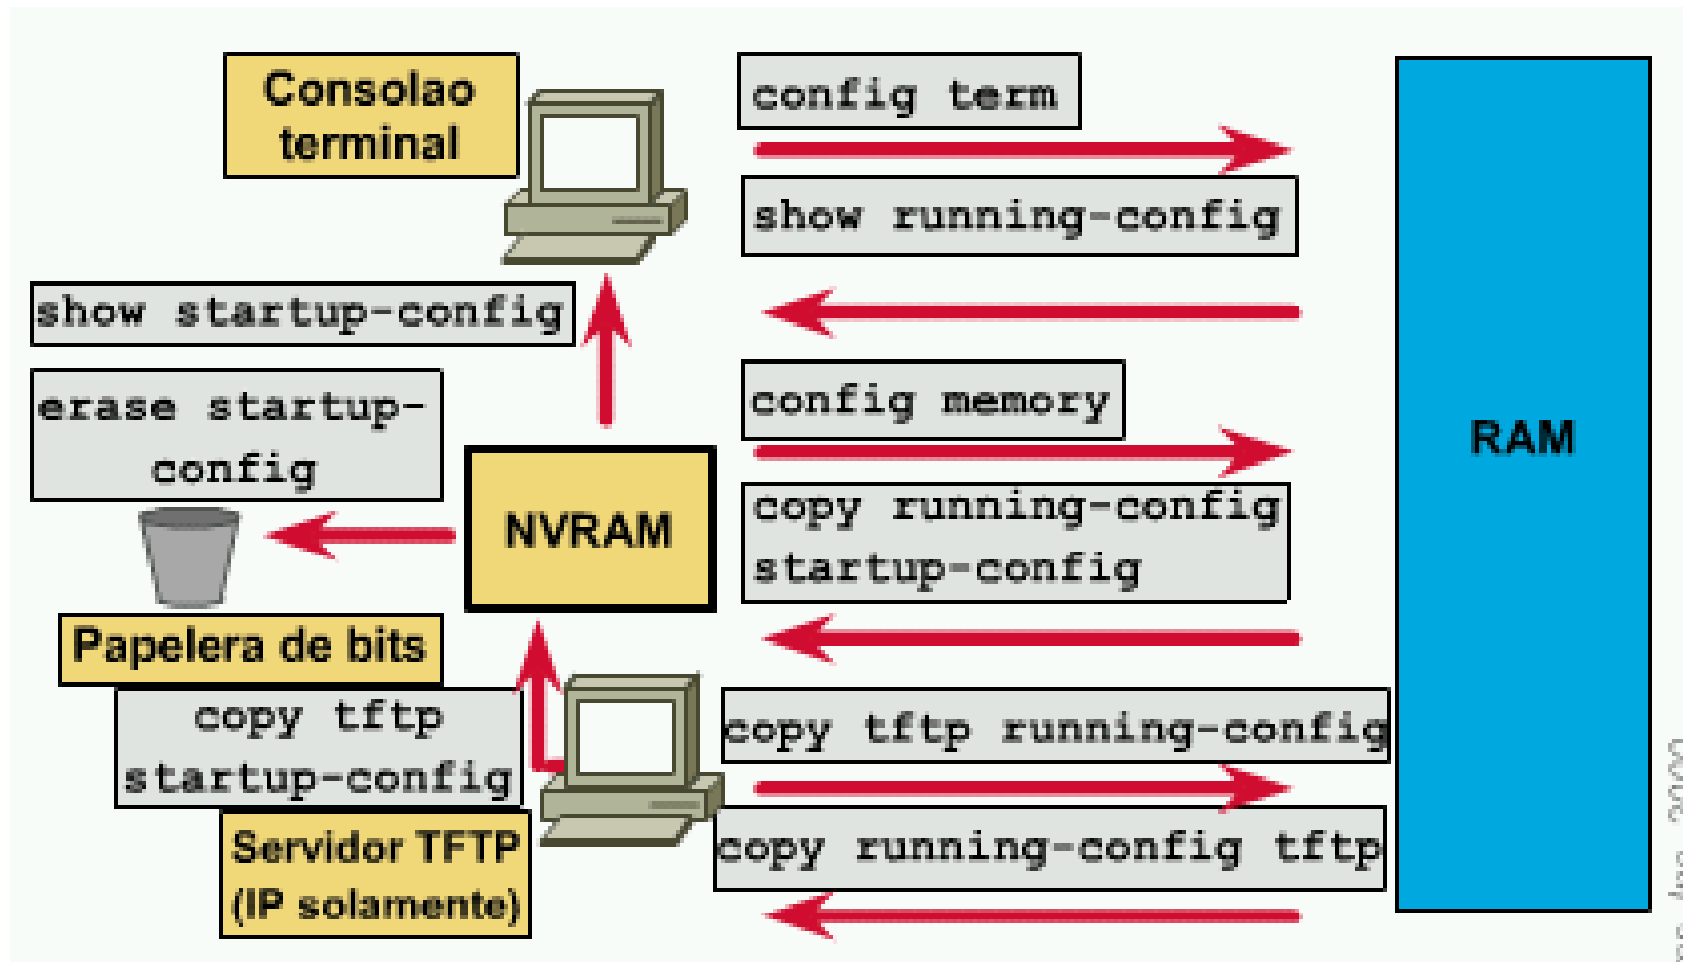 Consolao
terminal
config term
show running-config
show startup-config
erase startup-
config
config memory
RAM
NVRAM
copy running-config
startup-config
Papelera de bits
copy tftp
startup-config
copy tftp running-config
Servidor TFTP
(IP solamente)
copy running-config tftp